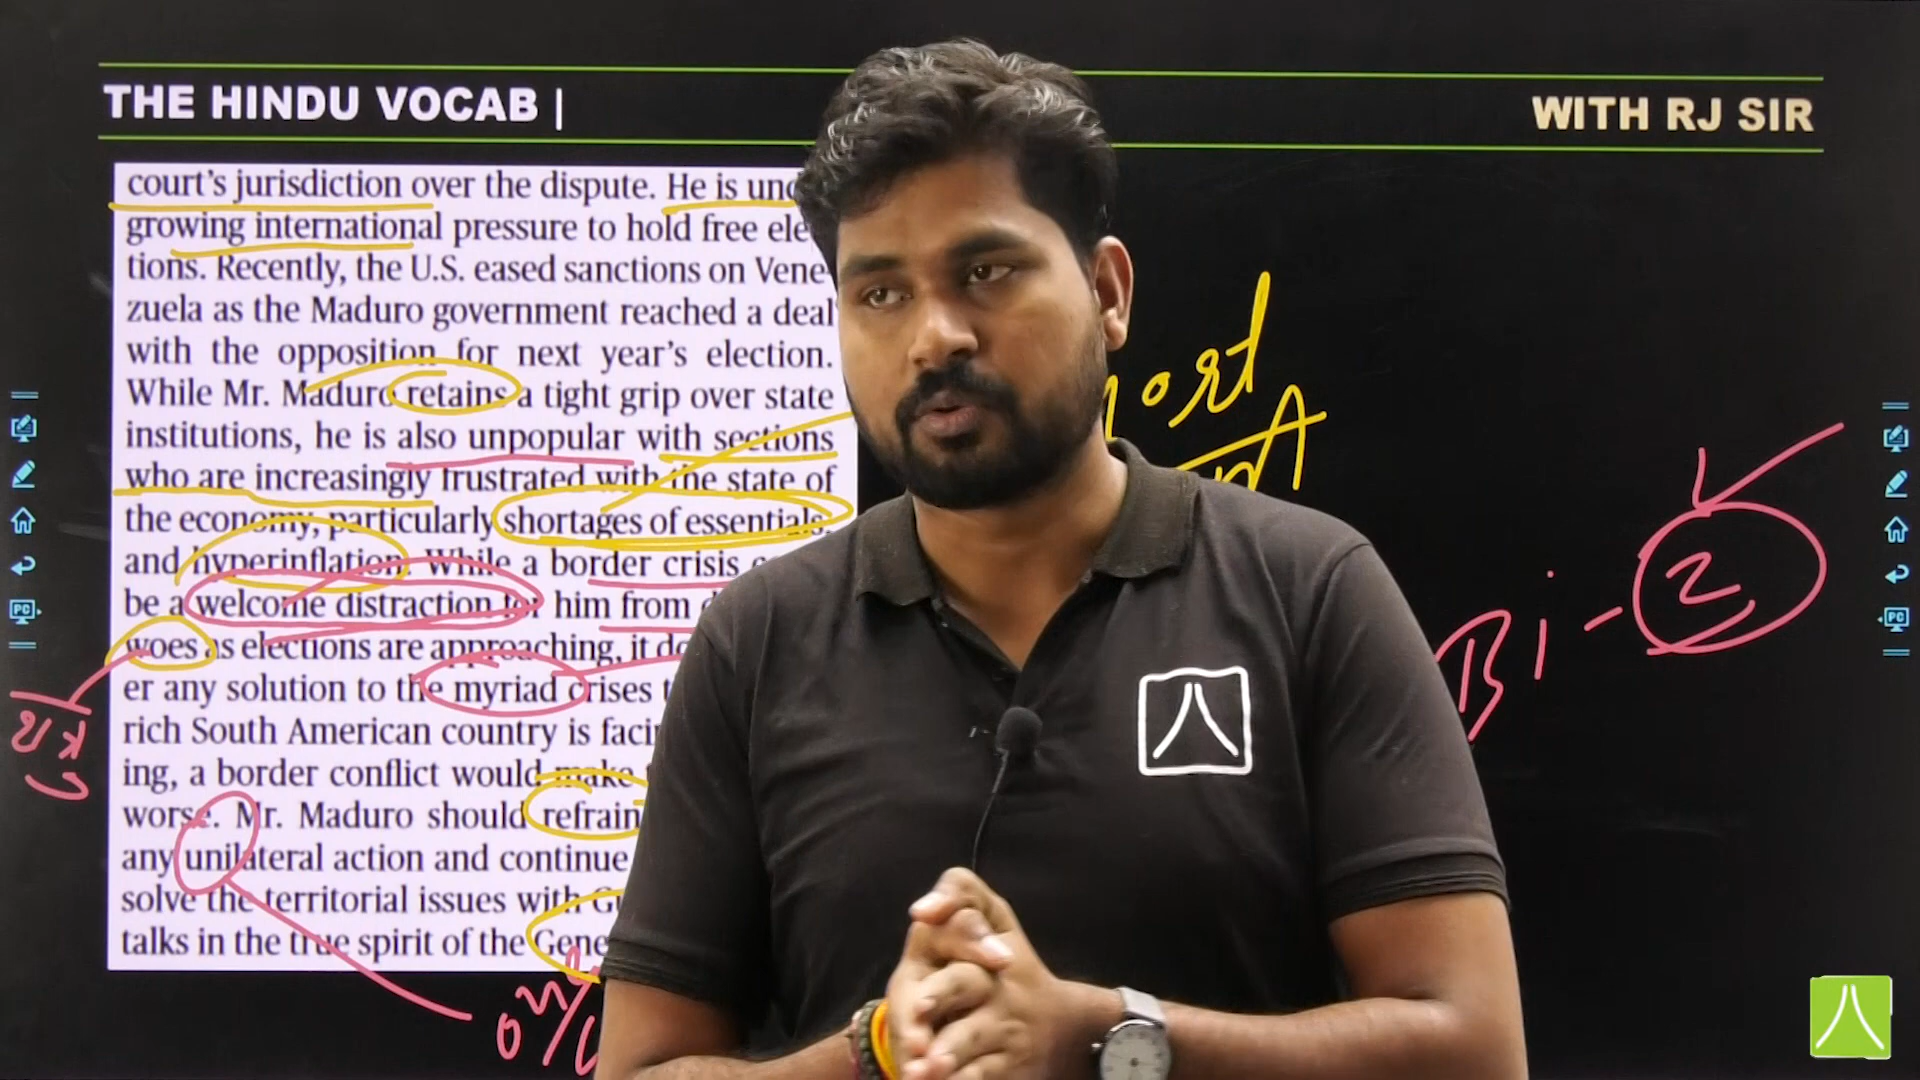 THE HINDU VOCAB |
WITH RJ SIR
court's jurisdiction over the dispute. He is
growing international pressure to hold free
tions. Recently, the U.S. eased sanctions on Vene-
zuela as the Maduro government reached a deal
with the opposition for next year's election.
While Mr. Maduro retains a tight grip over state
institutions, he is also unpopular with sections
who are increasingly frustrated with the state of
the economy, particularly shortages of essentials,
and hyperinflation. While a border crisis
be a welcome distraction for him from
woes as elections are approaching, it
er any solution to the myriad crises
rich South American country is
ing, a border conflict would make
worse. Mr. Maduro should refrain
any unilateral action and continue
solve the territorial issues with
talks in the true spirit of the
Bi - 2
PC
PC